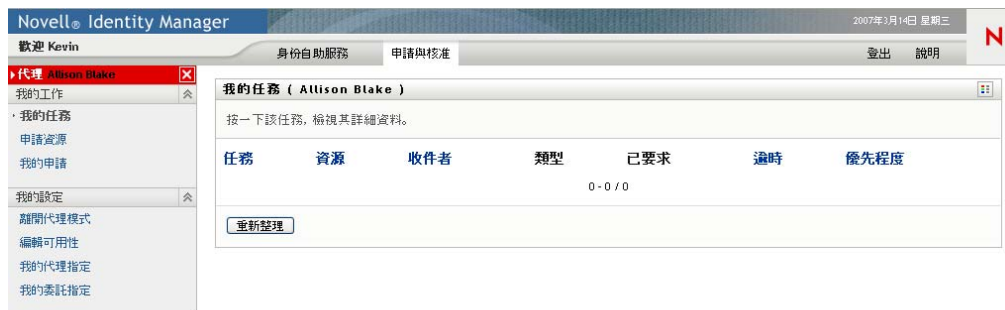 Novell® Identity Manager
2007年3月14日 星期三
歡迎 Kevin
身份自助服務
申請與核准
登出
說明
N
代理 Allison Blake
我的工作
我的任務
申請資源
我的申請
我的設定
離開代理模式
編輯可用性
我的代理指定
我的委託指定
我的任務 ( Allison Blake )
按一下該任務, 檢視其詳細資料。
任務 資源 收件者 類型 已要求 逾時 優先程度
0 - 0 / 0
重新整理